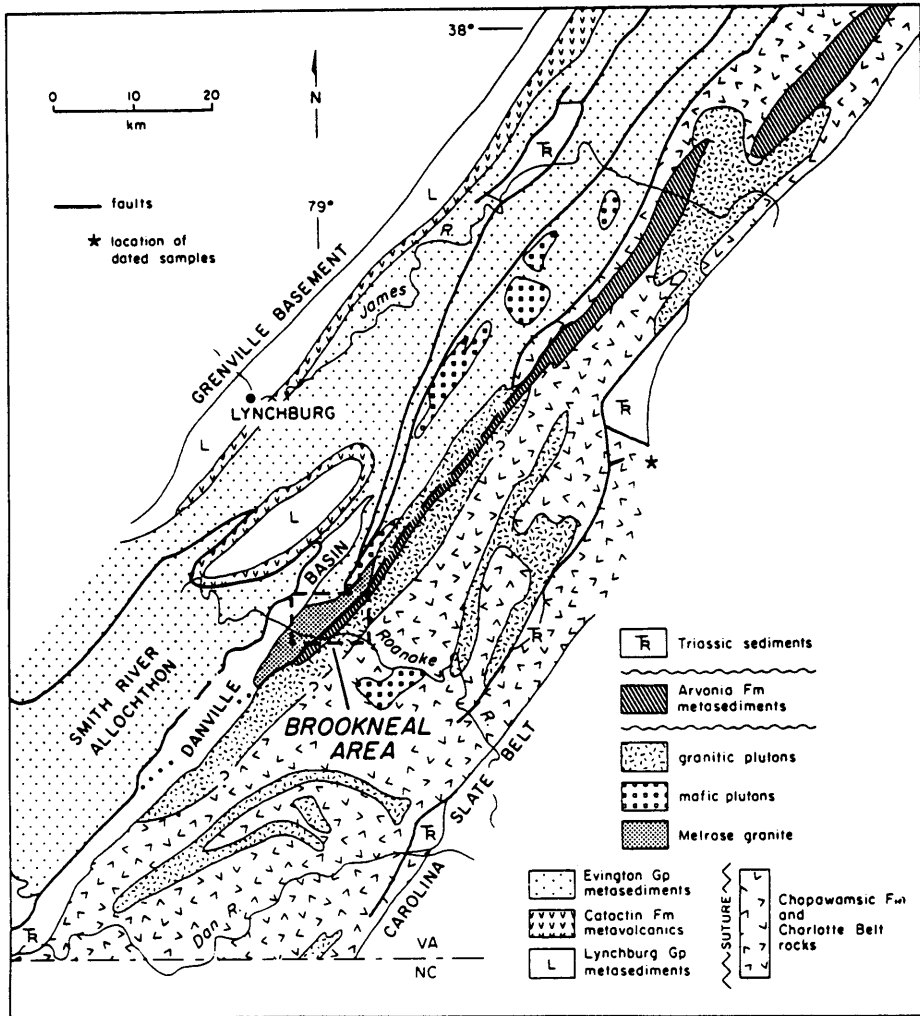 38°
0 10 20
km
N
faults
79°
★ location of
dated samples
L
R.
James
TR
GRENVILLE BASEMENT
LYNCHBURG
L
L
TR
BASIN
Roanoke
R.
TR
SMITH RIVER
ALLOCHTHON
DANVILLE
BROOKNEAL
AREA
SLATE BELT
CAROLINA
TR
TR
Dan R.
VA
NC
TR Triassic sediments
Arvonia Fm
metasediments
granitic plutons
mafic plutons
Melrose granite
Evington Gp
metasediments
Catoctin Fm
metavolcanics
L Lynchburg Gp
metasediments
SUTURE
Chopawamsic Fm
and
Charlotte Belt
rocks